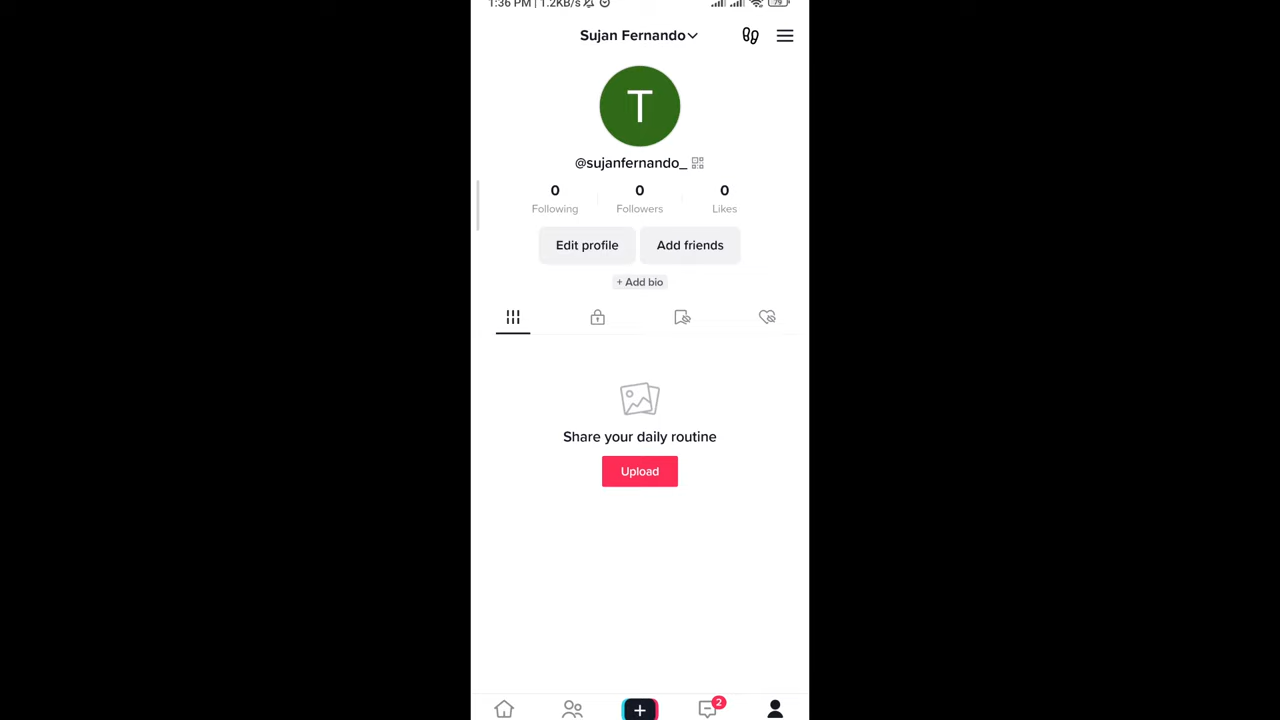 1:36 PM | 1.2KB/s
79
Sujan Fernando
T
@sujanfernando_
0 0 0
Following Followers Likes
Edit profile Add friends
+ Add bio
Share your daily routine
Upload
2